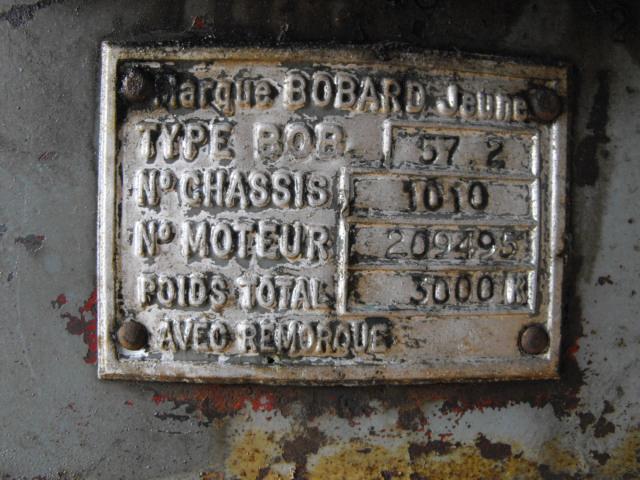 Marque BOBARD Jeune
TYPE BOB 57 2
Nº CHASSIS 1010
Nº MOTEUR 209495
POIDS TOTAL 3000 K
AVEC REMORQUE